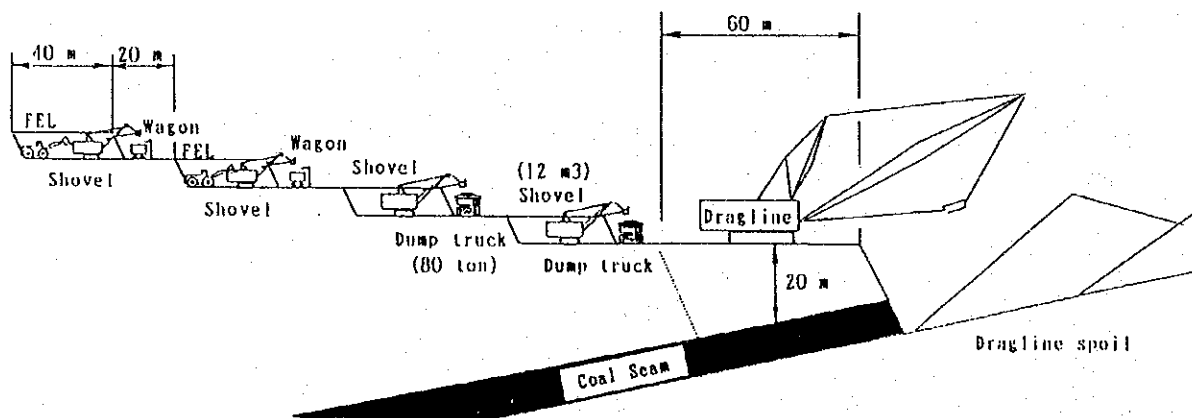 60 m
40 m
20 m
FEL
Wagon
Shovel
FEL
Wagon
Shovel
Shovel
Dump truck
(80 ton)
(12 m3)
Shovel
Dump truck
Dragline
20 m
Coal Seam
Dragline spoil